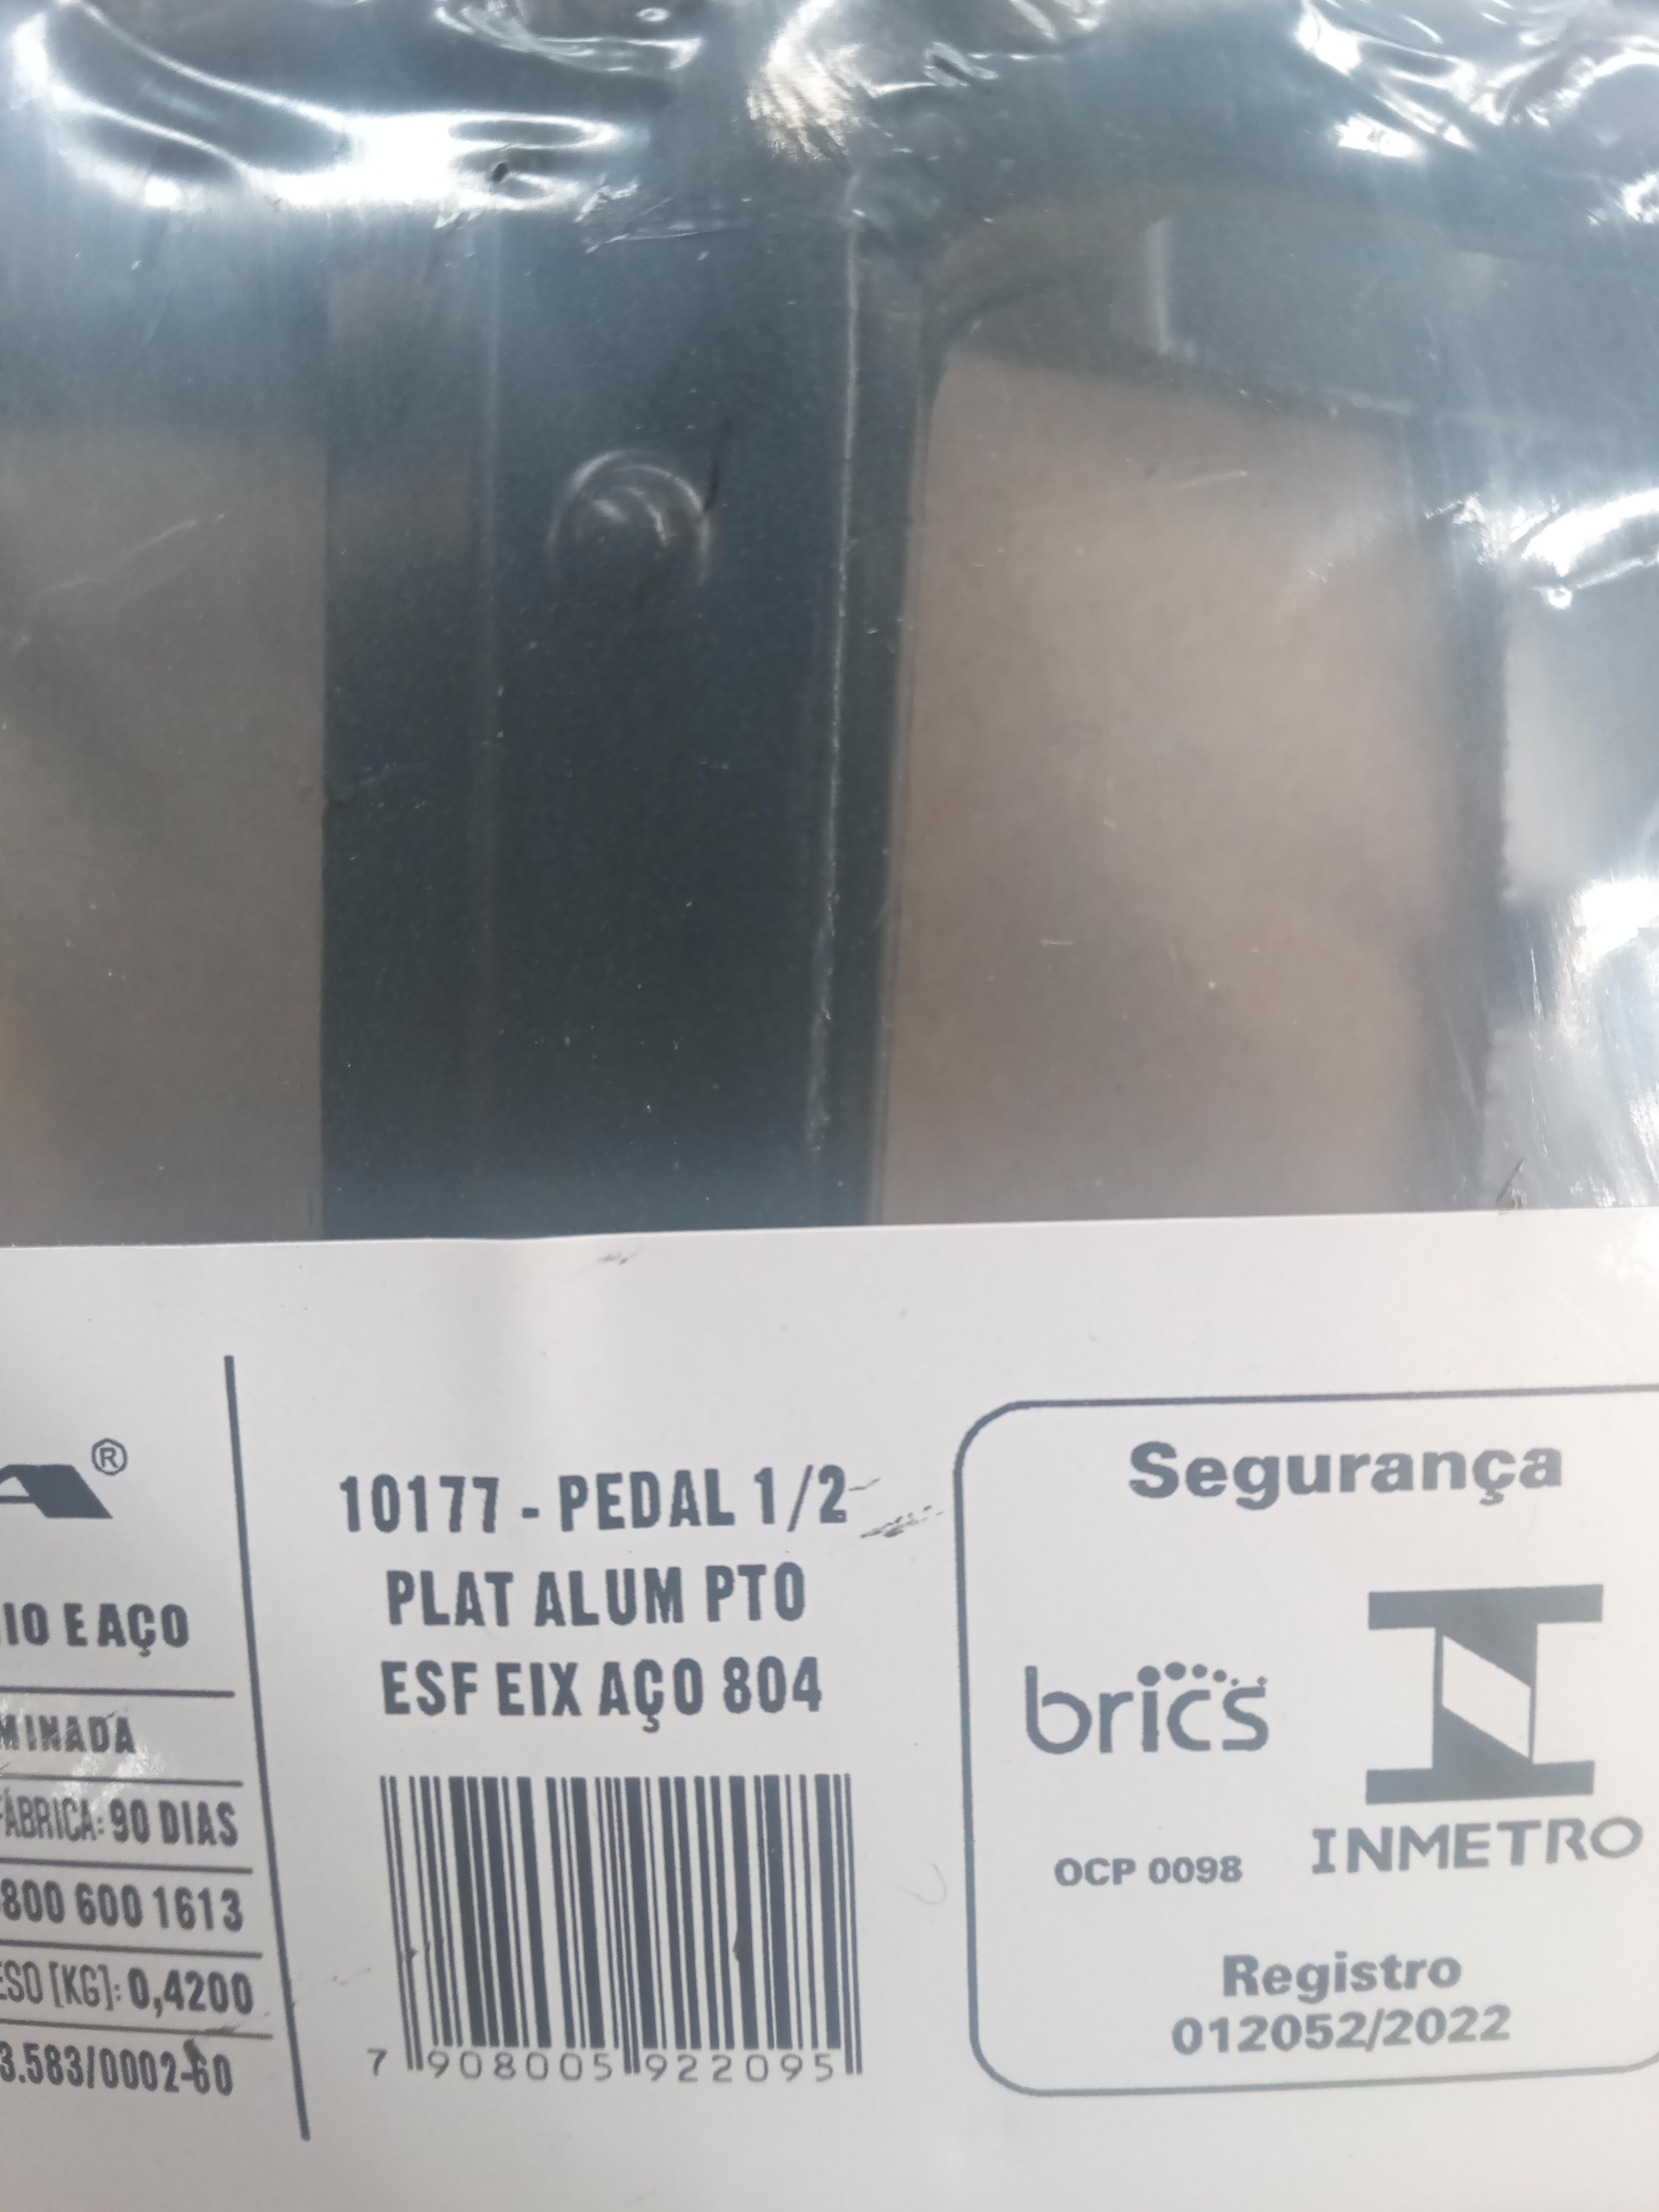 A®
IO E AÇO
MINADA
FÁBRICA: 90 DIAS
800 600 1613
ESO [KG]: 0,4200
3.583/0002-60
10177 - PEDAL 1/2
PLAT ALUM PTO
ESF EIX AÇO 804
7 908005 922095
Segurança
brics
OCP 0098
INMETRO
Registro
012052/2022